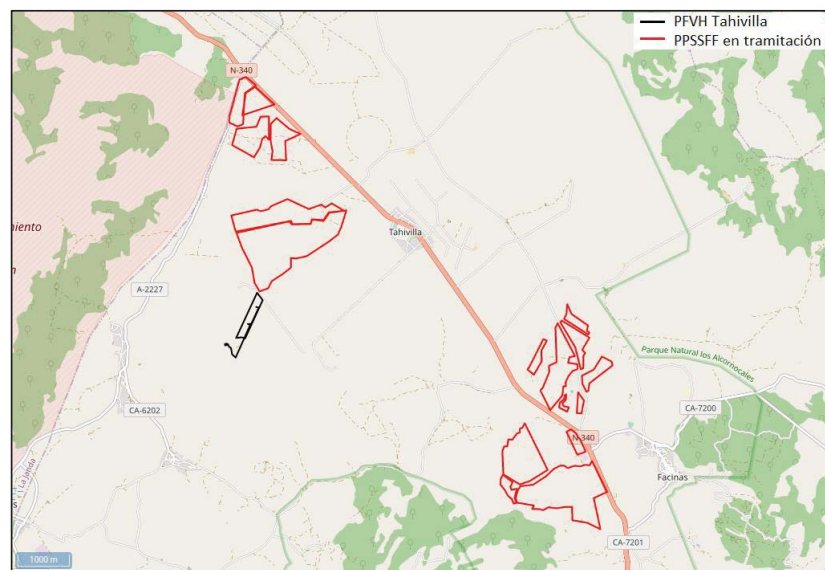 PFVH Tahivilla
PPSSFF en tramitación
N-340
miento
Tahivilla
A-2227
Parque Natural los Alcornocales
CA-6202
CA-7200
N-340
La Janda
Facinas
s
CA-7201
1000 m